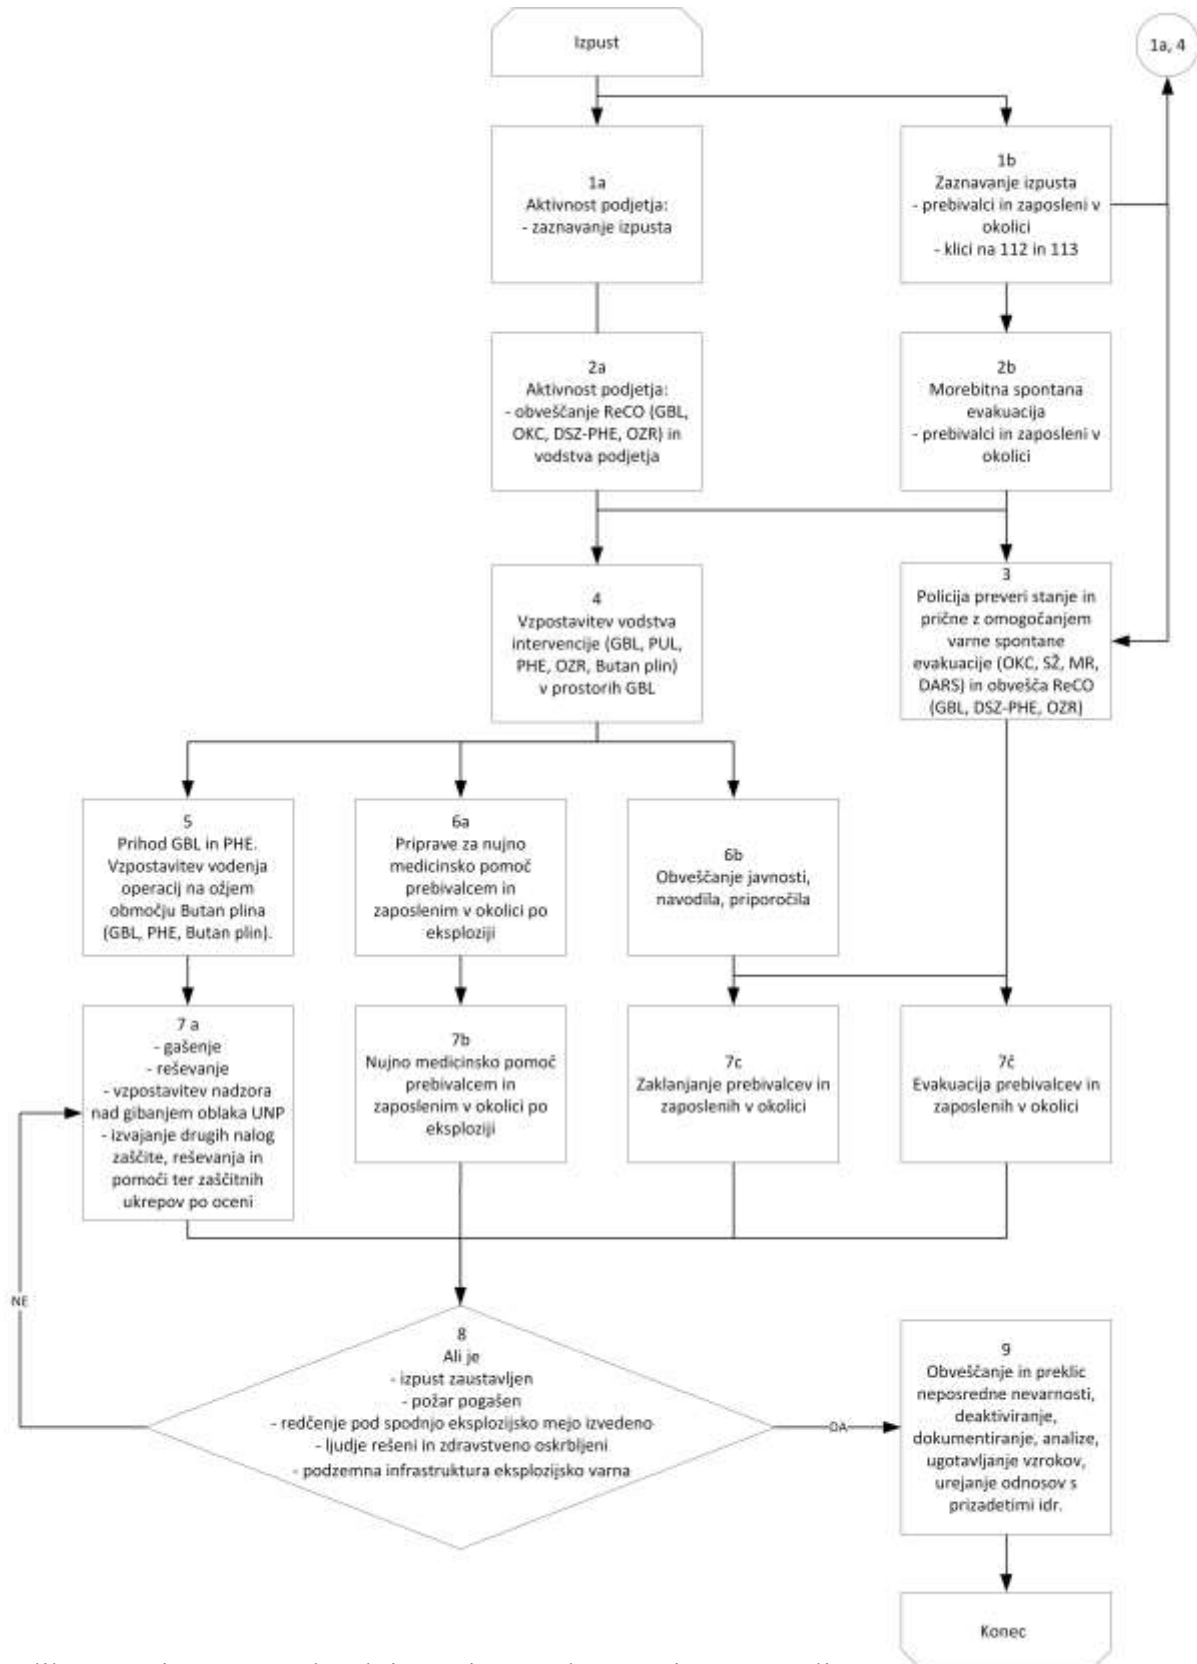 Izpust
1a, 4
1a
Aktivnost podjetja:
- zaznavanje izpusta
1b
Zaznavanje izpusta
- prebivalci in zaposleni v
okolici
- klici na 112 in 113
2a
Aktivnost podjetja:
- obveščanje ReCO (GBL,
OKC, DSZ-PHE, OZR) in
vodstva podjetja
2b
Morebitna spontana
evakuacija
- prebivalci in zaposleni v
okolici
4
Vzpostavitev vodstva
intervencije (GBL, PUL,
PHE, OZR, Butan plin)
v prostorih GBL
3
Policija preveri stanje in
prične z omogočanjem
varne spontane
evakuacije (OKC, SŽ, MR,
DARS) in obvešča ReCO
(GBL, DSZ-PHE, OZR)
5
Prihod GBL in PHE.
Vzpostavitev vodenja
operacij na ožjem
območju Butan plina
(GBL, PHE, Butan plin).
6a
Priprave za nujno
medicinsko pomoč
prebivalcem in
zaposlenim v okolici po
eksploziji
6b
Obveščanje javnosti,
navodila, priporočila
7 a
- gašenje
- reševanje
- vzpostavitev nadzora
nad gibanjem oblaka UNP
- izvajanje drugih nalog
zaščite, reševanja in
pomoči ter zaščitnih
ukrepov po oceni
7b
Nujno medicinsko pomoč
prebivalcem in
zaposlenim v okolici po
eksploziji
7c
Zaklanjanje prebivalcev in
zaposlenih v okolici
7č
Evakuacija prebivalcev in
zaposlenih v okolici
NE
8
Ali je
- izpust zaustavljen
- požar pogašen
- redčenje pod spodnjo eksplozijsko mejo izvedeno
- ljudje rešeni in zdravstveno oskrbljeni
- podzemna infrastruktura eksplozijsko varna
DA
9
Obveščanje in preklic
neposredne nevarnosti,
deaktiviranje,
dokumentiranje, analize,
ugotavljanje vzrokov,
urejanje odnosov s
prizadetimi idr.
Konec